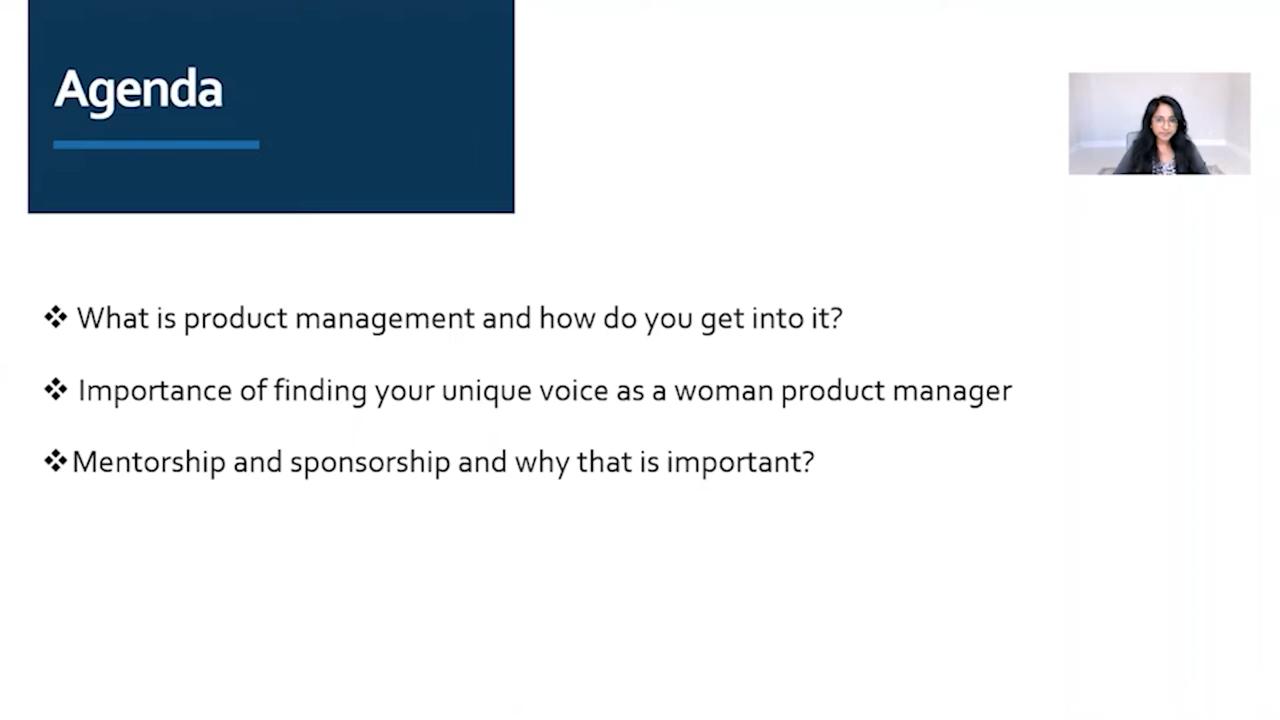 Agenda
❖ What is product management and how do you get into it?
❖ Importance of finding your unique voice as a woman product manager
❖Mentorship and sponsorship and why that is important?